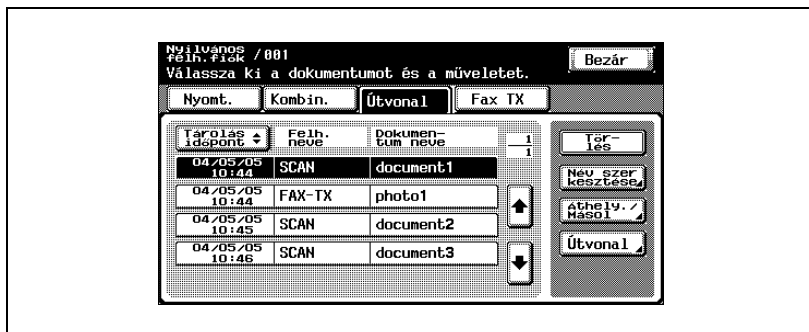 Nyilvános
félh.fiók /001
Válassza ki a dokumentumot és a műveletet.
Bezár
Nyomt. Kombin. Útvonal Fax TX
Tárolás
időpont
Felh.
neve
Dokumen-
tum neve
1
1
Tör-
lés
04/05/05
10:44
SCAN document1
Név szer
kesztése
04/05/05
10:44
FAX-TX photo1
Áthely./
Másol
04/05/05
10:45
SCAN document2
Útvonal
04/05/05
10:46
SCAN document3